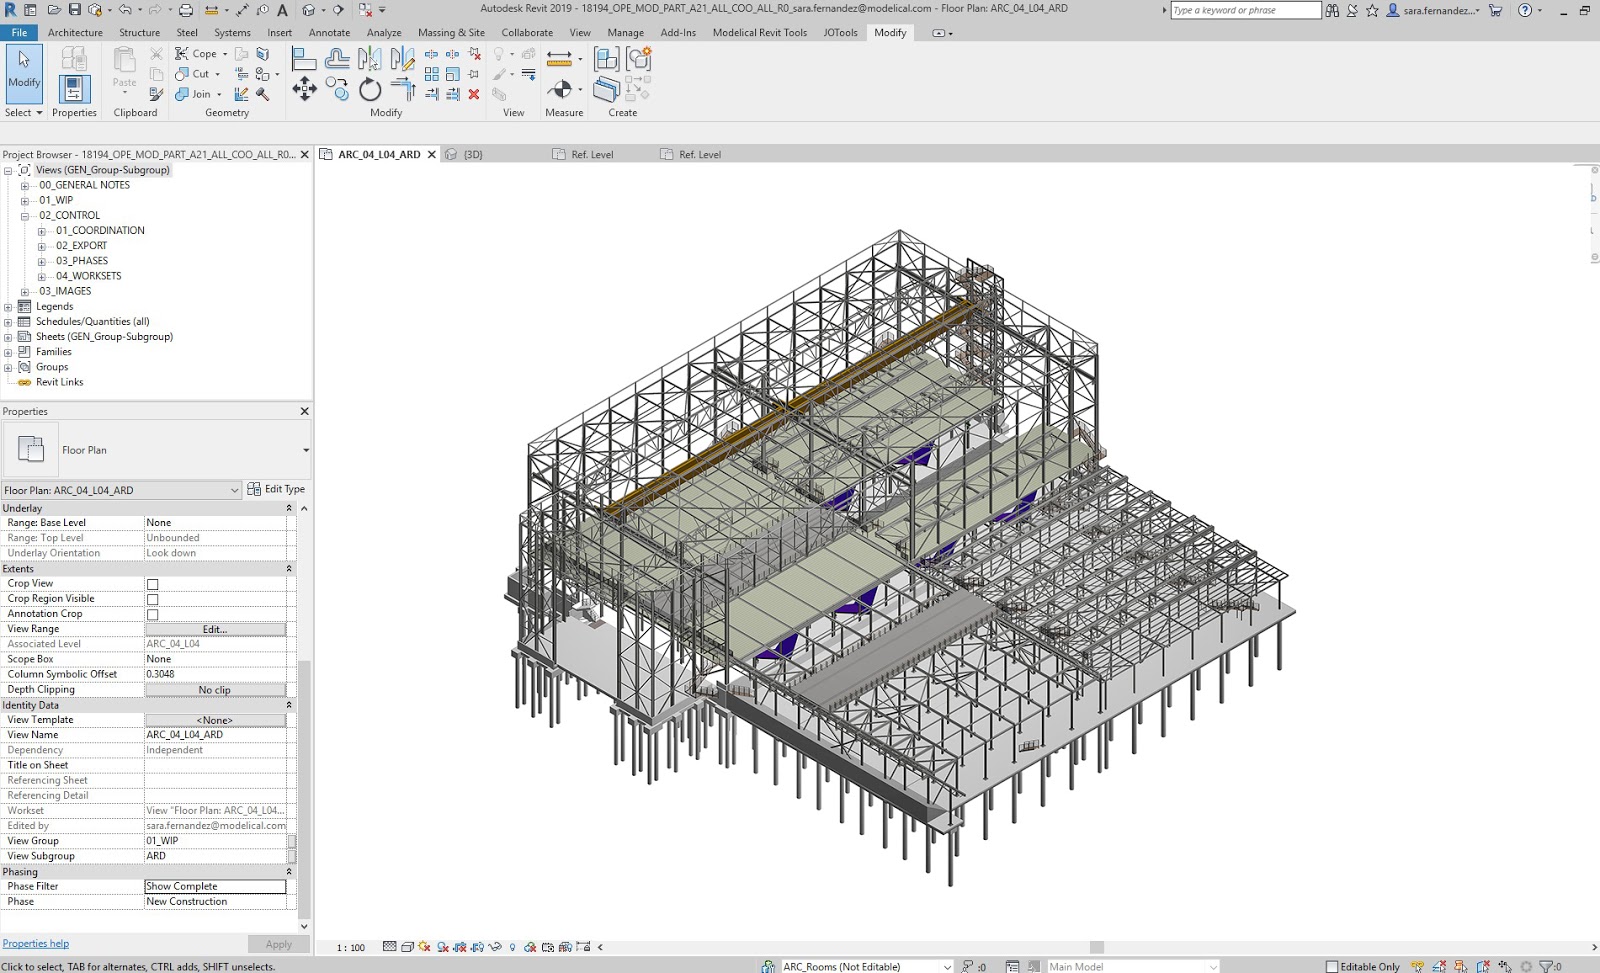 Autodesk Revit 2019 - 18194_OPE_MOD_PART_A21_ALL_COO_ALL_R0_sara.fernandez@modelical.com - Floor Plan: ARC_04_L04_ARD
Type a keyword or phrase
sara.fernandez...
File Architecture Structure Steel Systems Insert Annotate Analyze Massing & Site Collaborate View Manage Add-Ins Modelical Revit Tools JOTools Modify
Modify
Paste
Cope
Cut
Join
Select Properties Clipboard Geometry Modify View Measure Create
Project Browser - 18194_OPE_MOD_PART_A21_ALL_COO_ALL_R0...
ARC_04_L04_ARD {3D} Ref. Level Ref. Level
Views (GEN_Group-Subgroup)
00_GENERAL NOTES
01_WIP
02_CONTROL
01_COORDINATION
02_EXPORT
03_PHASES
04_WORKSETS
03_IMAGES
Legends
Schedules/Quantities (all)
Sheets (GEN_Group-Subgroup)
Families
Groups
Revit Links
Properties
Floor Plan
Floor Plan: ARC_04_L04_ARD Edit Type
Underlay
Range: Base Level None
Range: Top Level Unbounded
Underlay Orientation Look down
Extents
Crop View
Crop Region Visible
Annotation Crop
View Range Edit...
Associated Level ARC_04_L04
Scope Box None
Column Symbolic Offset 0.3048
Depth Clipping No clip
Identity Data
View Template <None>
View Name ARC_04_L04_ARD
Dependency Independent
Title on Sheet
Referencing Sheet
Referencing Detail
Workset View "Floor Plan: ARC_04_L04...
Edited by sara.fernandez@modelical.com
View Group 01_WIP
View Subgroup ARD
Phasing
Phase Filter Show Complete
Phase New Construction
Properties help Apply
1 : 100
Click to select, TAB for alternates, CTRL adds, SHIFT unselects.
ARC_Rooms (Not Editable) :0 Main Model Editable Only :0